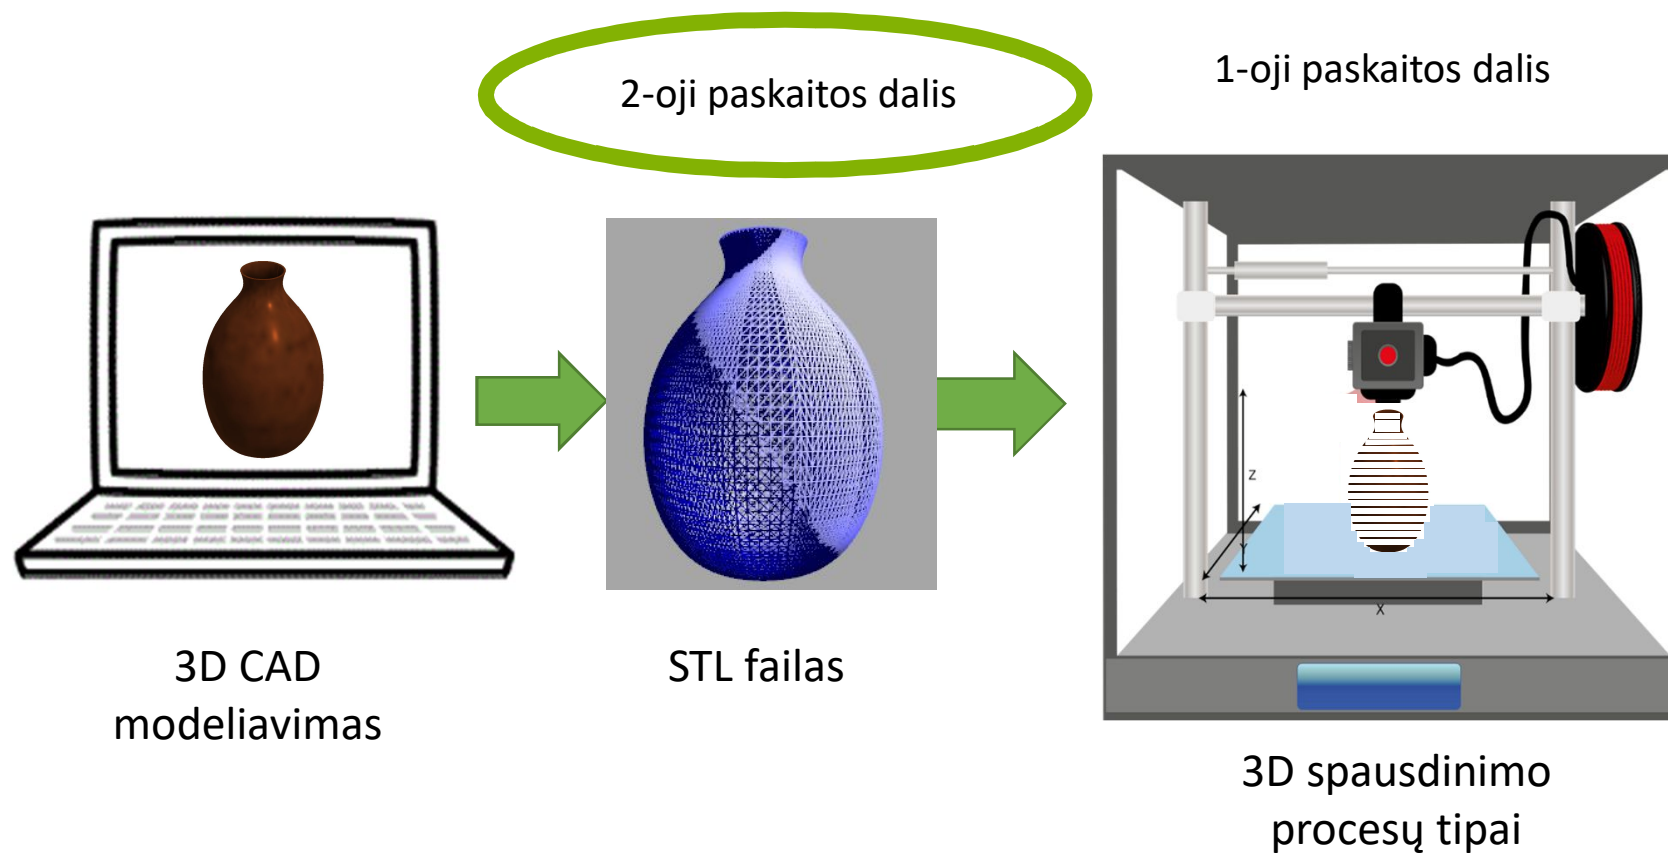 2-oji paskaitos dalis
1-oji paskaitos dalis
Z
X
3D CAD
modeliavimas
STL failas
3D spausdinimo
procesų tipai